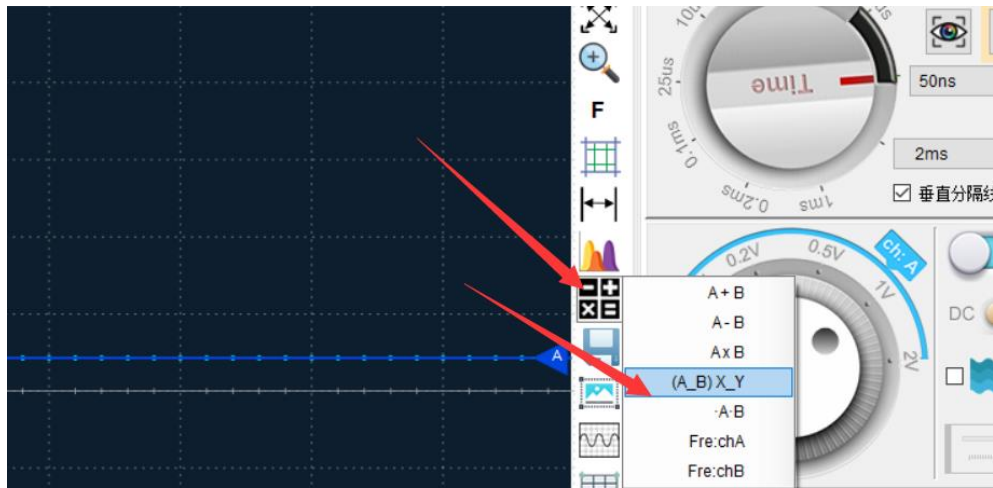 25us
Time
50ns
F
0.1ms
2ms
0.2ms
1ms
垂直分隔线
0.2V
0.5V
ch: A
1V
2V
A + B
A - B
DC
A x B
A
(A_B) X_Y
·A·B
Fre:chA
Fre:chB